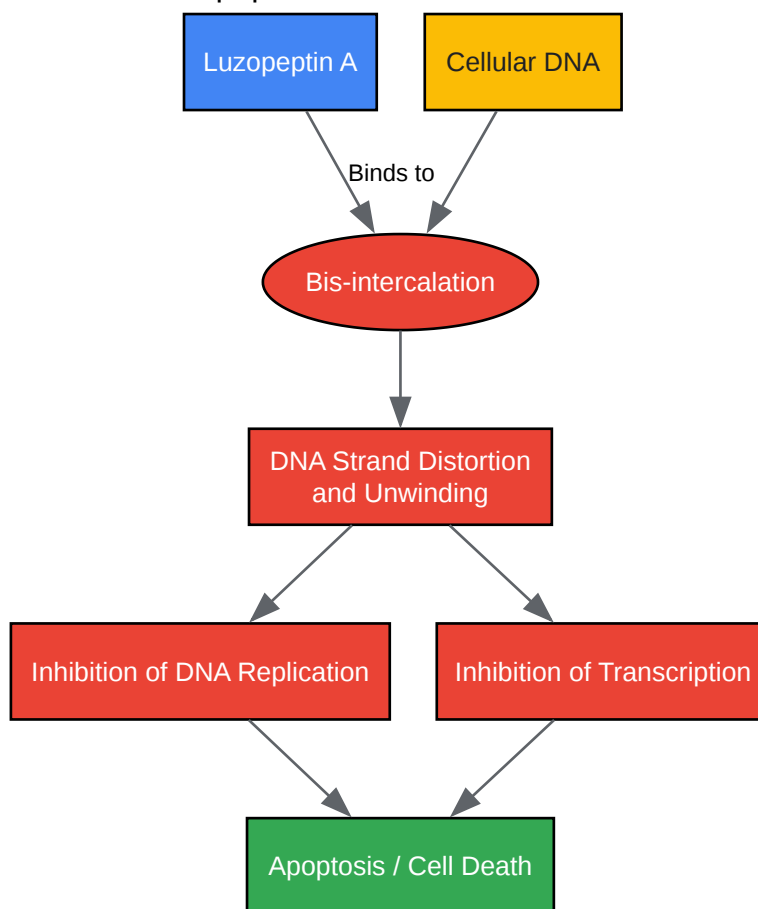 Luzopeptin A
Cellular DNA
Binds to
Bis-intercalation
DNA Strand Distortion
and Unwinding
Inhibition of DNA Replication
Inhibition of Transcription
Apoptosis / Cell Death